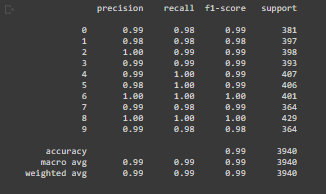 precision recall f1-score support
0 0.99 0.98 0.99 381
1 0.98 0.98 0.98 397
2 1.00 0.99 0.99 398
3 0.99 0.99 0.99 393
4 0.99 1.00 0.99 407
5 0.98 1.00 0.99 406
6 1.00 1.00 1.00 401
7 0.99 0.98 0.99 364
8 1.00 1.00 1.00 429
9 0.99 0.98 0.98 364
accuracy 0.99 3940
macro avg 0.99 0.99 0.99 3940
weighted avg 0.99 0.99 0.99 3940